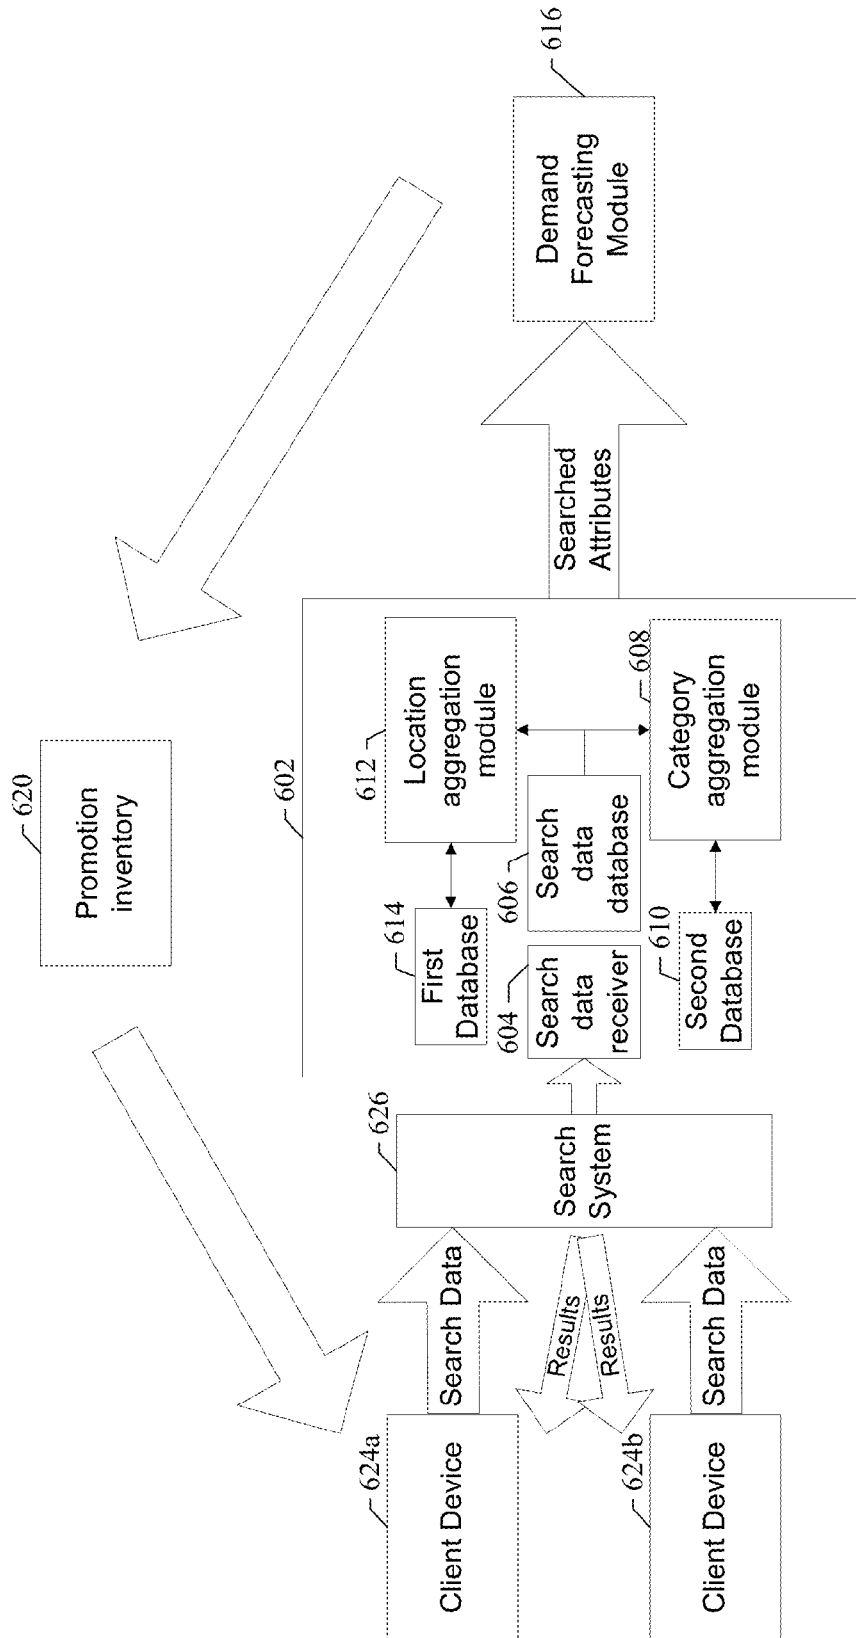 620
Promotion
inventory
602
612
Location
aggregation
module
614
First
Database
606
Search
data
database
604
Search
data
receiver
608
Category
aggregation
module
610
Second
Database
Searched
Attributes
616
Demand
Forecasting
Module
626
Search
System
624a
Client Device
Search Data
Results
Results
624b
Client Device
Search Data